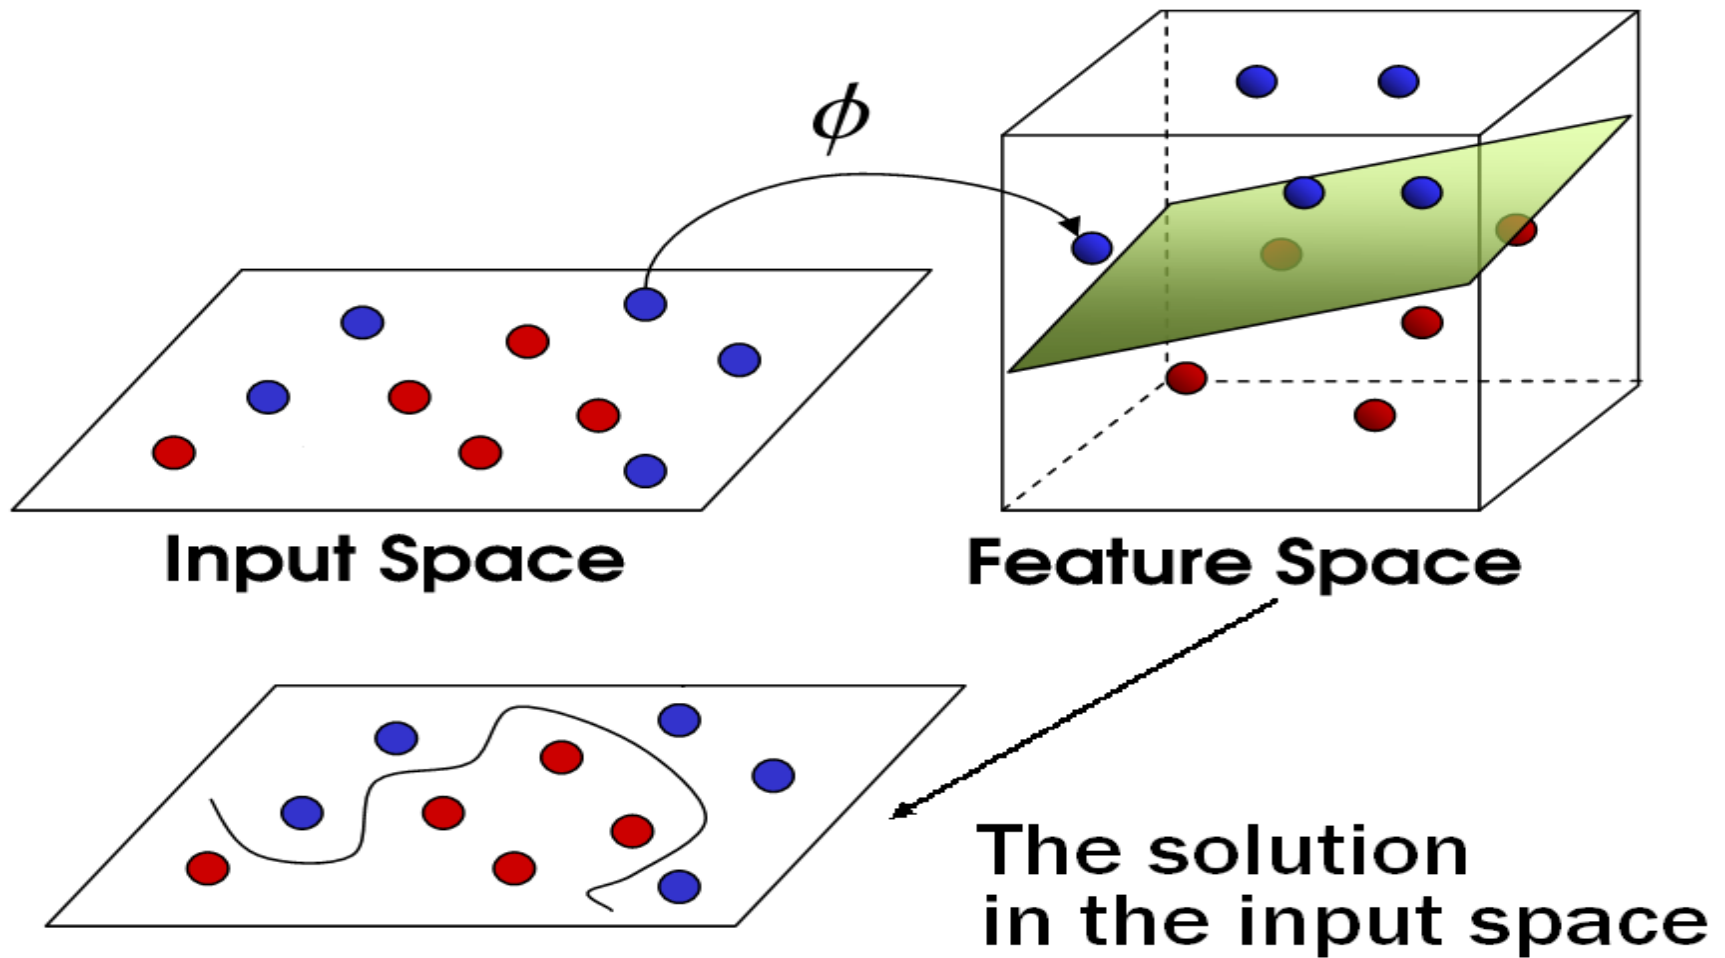 ϕ
Input Space
Feature Space
The solution
in the input space